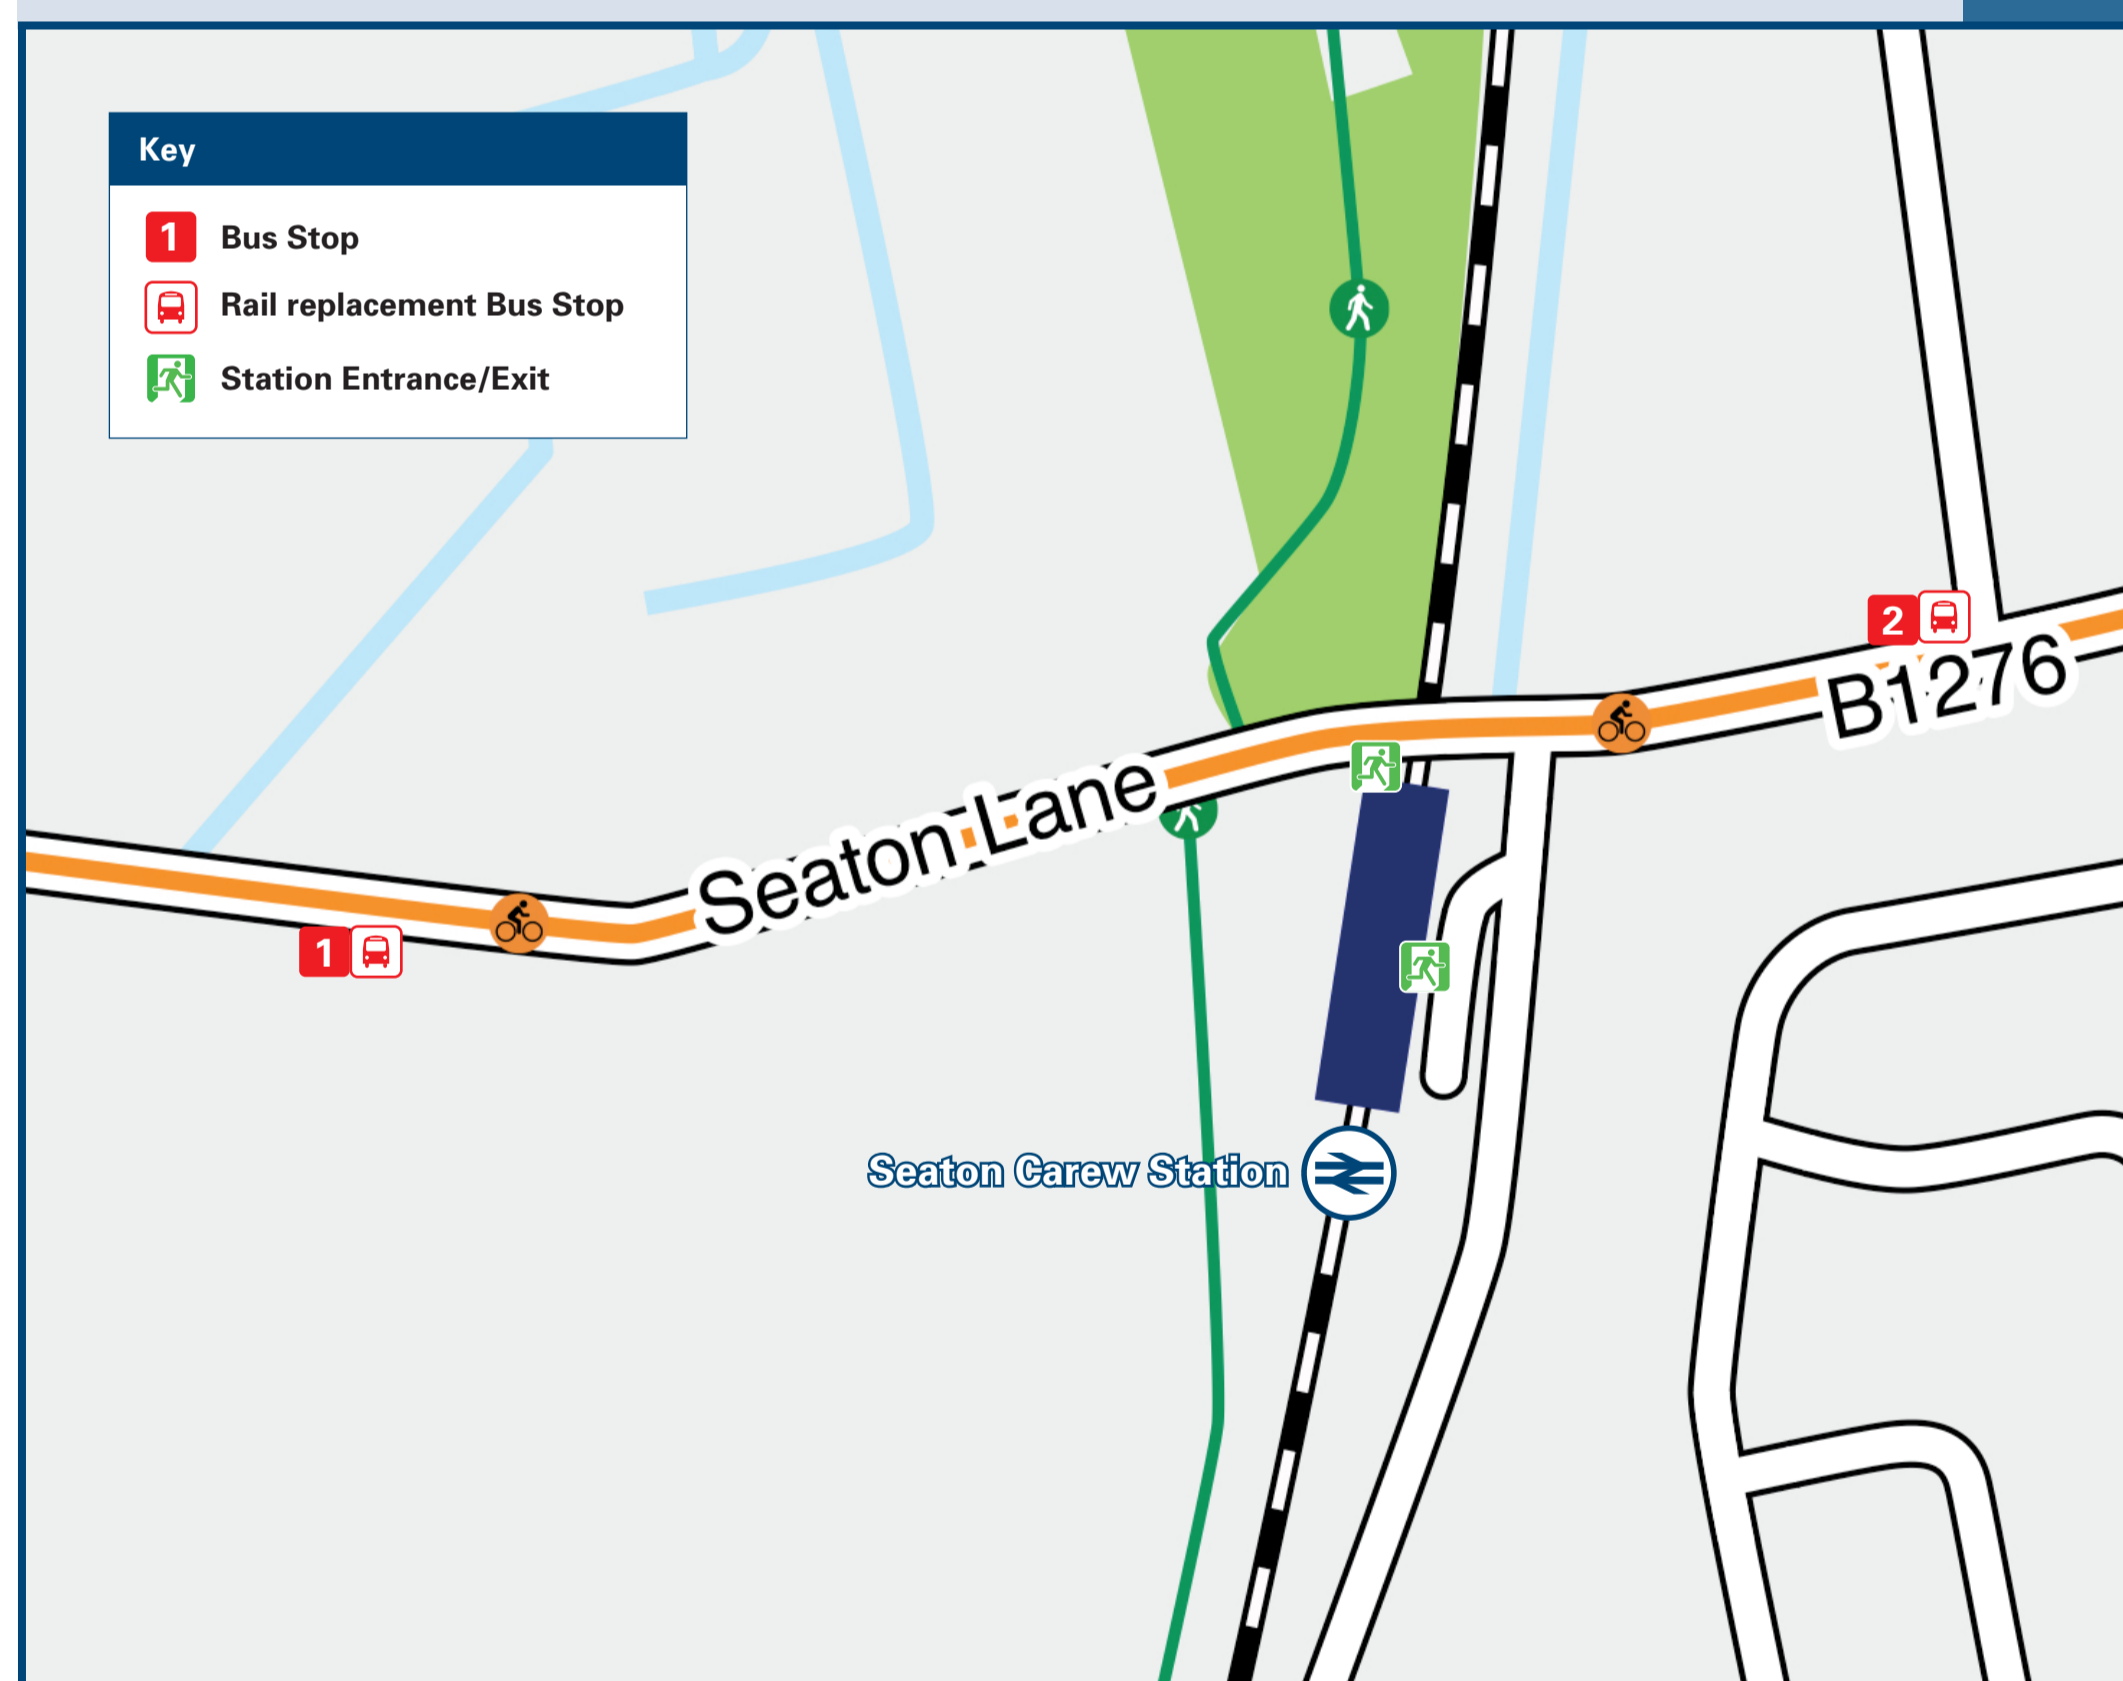 Key
1 Bus Stop
Rail replacement Bus Stop
Station Entrance/Exit
2
B1276
Seaton Lane
1
Seaton Carew Station